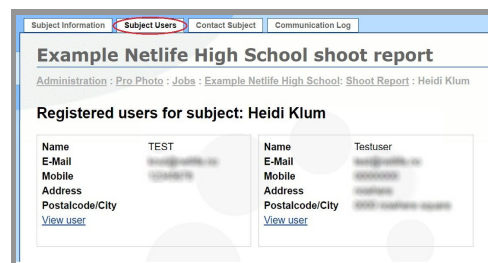 Subject Information Subject Users Contact Subject Communication Log
Example Netlife High School shoot report
Administration : Pro Photo : Jobs : Example Netlife High School: Shoot Report : Heidi Klum
Registered users for subject: Heidi Klum
Name TEST
E-Mail
Mobile
Address
Postalcode/City
View user
Name Testuser
E-Mail
Mobile
Address
Postalcode/City
View user